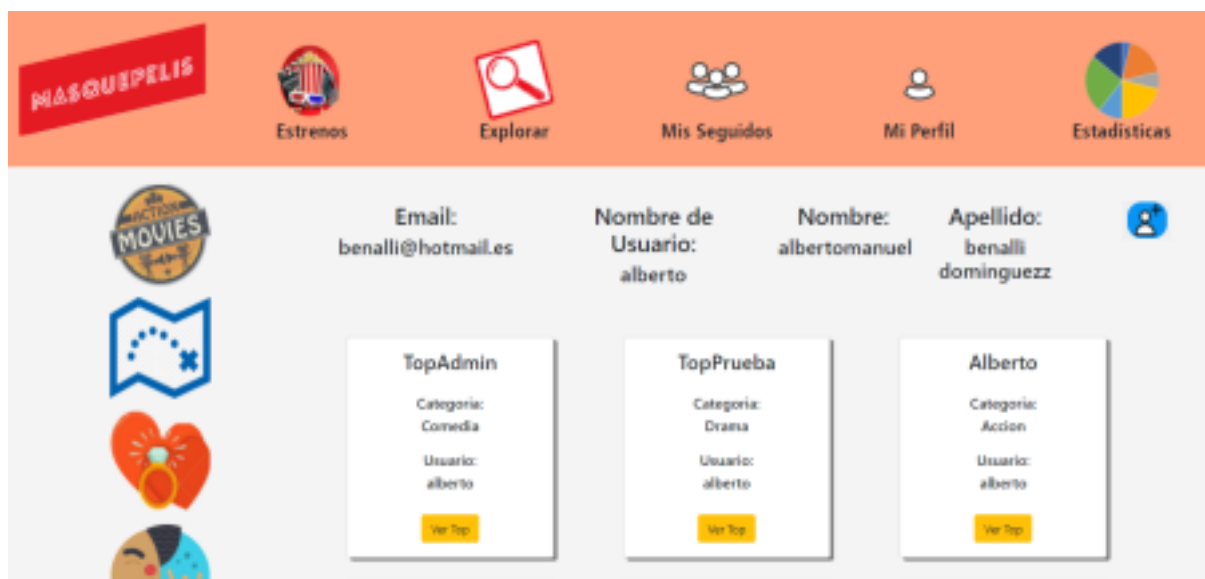 MASQUEPELIS
Estrenos
Explorar
Mis Seguidos
Mi Perfil
Estadisticas
ACTION
MOVIES
Email:
benalli@hotmail.es
Nombre de
Usuario:
alberto
Nombre:
albertomanuel
Apellido:
benalli
dominguezz
TopAdmin
Categoria:
Comedia
Usuario:
alberto
Ver Top
TopPrueba
Categoria:
Drama
Usuario:
alberto
Ver Top
Alberto
Categoria:
Accion
Usuario:
alberto
Ver Top